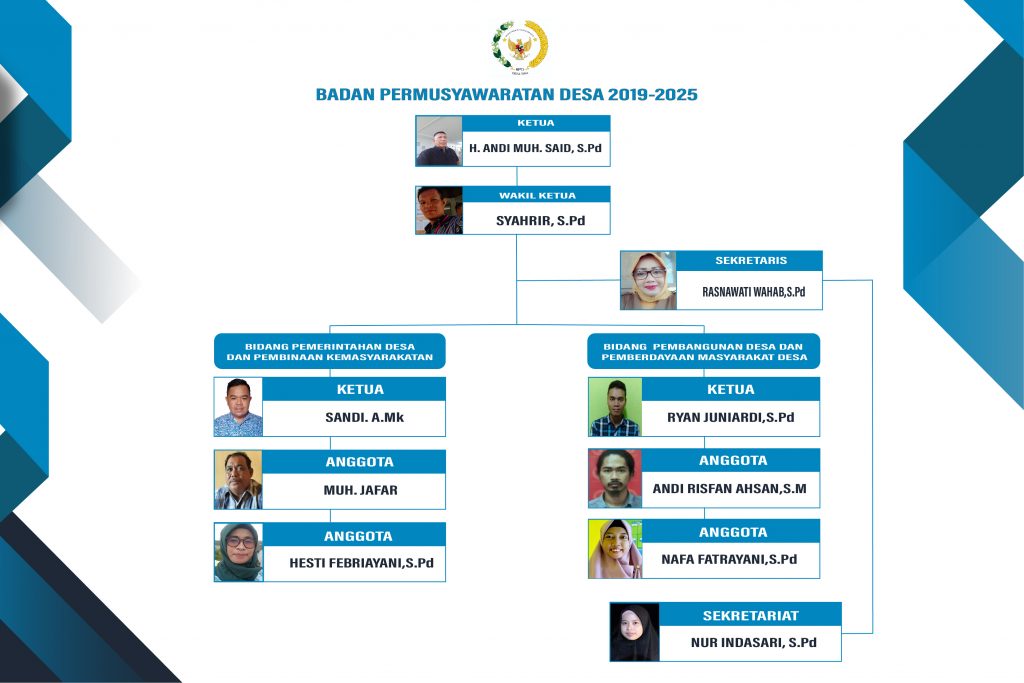 BADAN PERMUSYAWARATAN DESA 2019-2025
KETUA
H. ANDI MUH. SAID, S.Pd
WAKIL KETUA
SYAHRIR, S.Pd
SEKRETARIS
RASNAWATI WAHAB,S.Pd
BIDANG PEMERINTAHAN DESA
DAN PEMBINAAN KEMASYARAKATAN
KETUA
SANDI. A.Mk
ANGGOTA
MUH. JAFAR
ANGGOTA
HESTI FEBRIAYANI,S.Pd
BIDANG PEMBANGUNAN DESA DAN
PEMBERDAYAAN MASYARAKAT DESA
KETUA
RYAN JUNIARDI,S.Pd
ANGGOTA
ANDI RISFAN AHSAN,S.M
ANGGOTA
NAFA FATRAYANI,S.Pd
SEKRETARIAT
NUR INDASARI, S.Pd